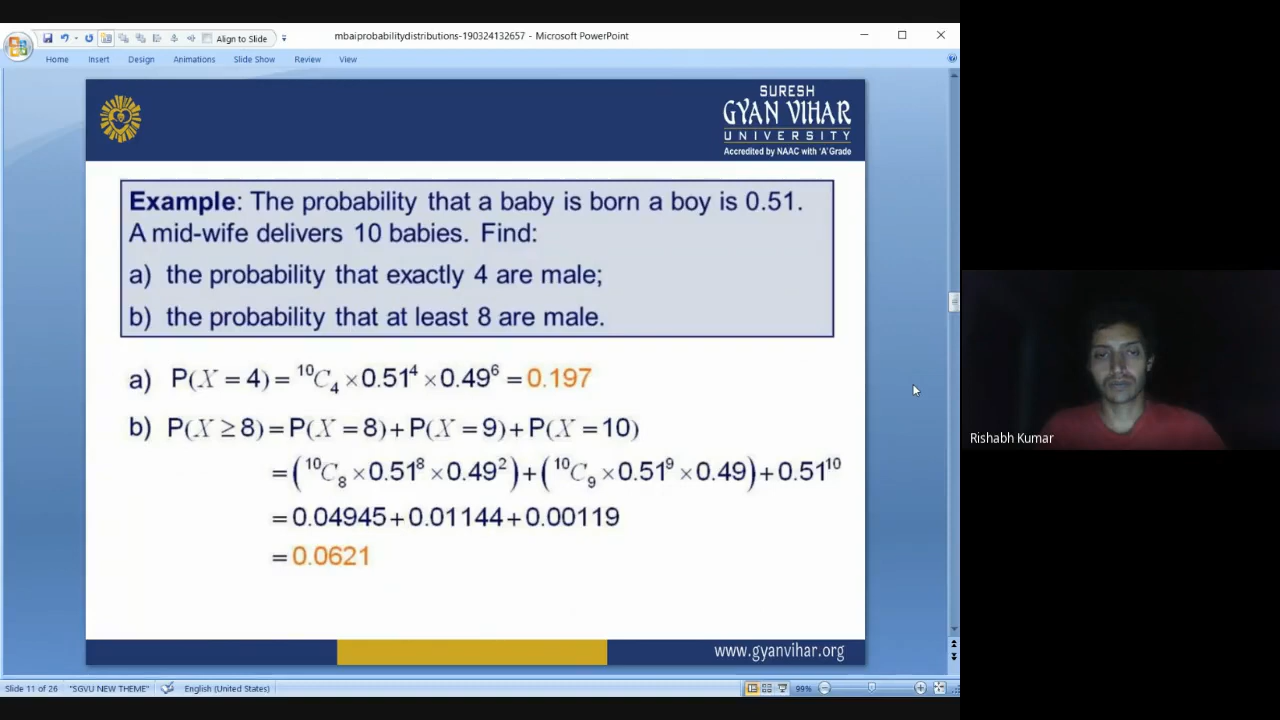 mbaiprobabilitydistributions-190324132657 - Microsoft PowerPoint
Align to Slide
Home Insert Design Animations Slide Show Review View
SURESH
GYAN VIHAR
UNIVERSITY
Accredited by NAAC with 'A' Grade
Example: The probability that a baby is born a boy is 0.51.
A mid-wife delivers 10 babies. Find:
a) the probability that exactly 4 are male;
b) the probability that at least 8 are male.
a) P(X = 4) = ¹⁰C₄ × 0.51⁴ × 0.49⁶ = 0.197
b) P(X ≥ 8) = P(X = 8) + P(X = 9) + P(X = 10)
= (¹⁰C₈ × 0.51⁸ × 0.49²) + (¹⁰C₉ × 0.51⁹ × 0.49) + 0.51¹⁰
= 0.04945 + 0.01144 + 0.00119
= 0.0621
www.gyanvihar.org
Rishabh Kumar
Slide 11 of 26 "SGVU NEW THEME" English (United States) 99%